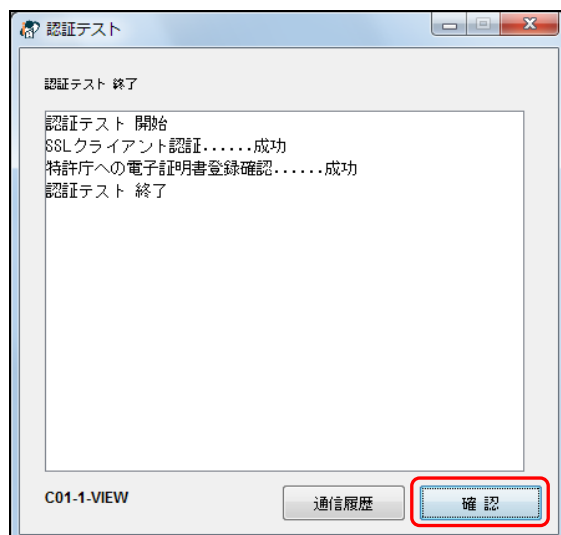 認証テスト
認証テスト 終了
認証テスト 開始
SSLクライアント認証......成功
特許庁への電子証明書登録確認......成功
認証テスト 終了
C01-1-VIEW
通信履歴
確 認